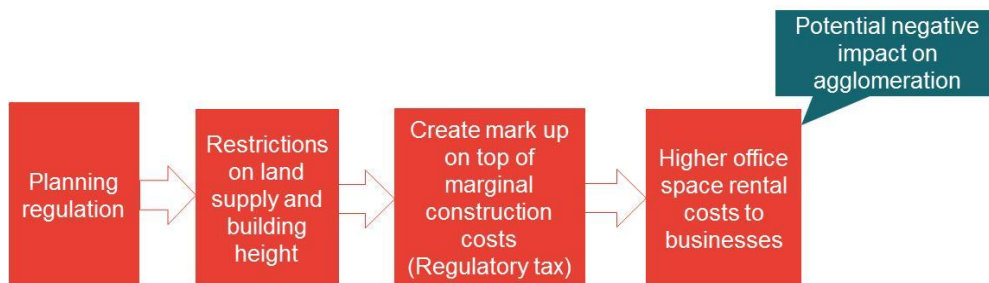 Planning
regulation
Restrictions
on land
supply and
building
height
Create mark up
on top of
marginal
construction
costs
(Regulatory tax)
Higher office
space rental
costs to
businesses
Potential negative
impact on
agglomeration